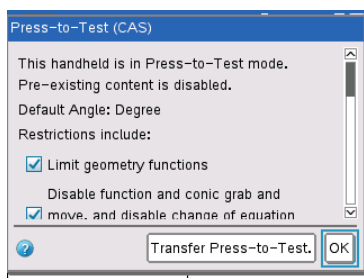 Press-to-Test (CAS)
This handheld is in Press-to-Test mode.
Pre-existing content is disabled.
Default Angle: Degree
Restrictions include:
Limit geometry functions
Disable function and conic grab and
move, and disable change of equation
Transfer Press-to-Test.
OK